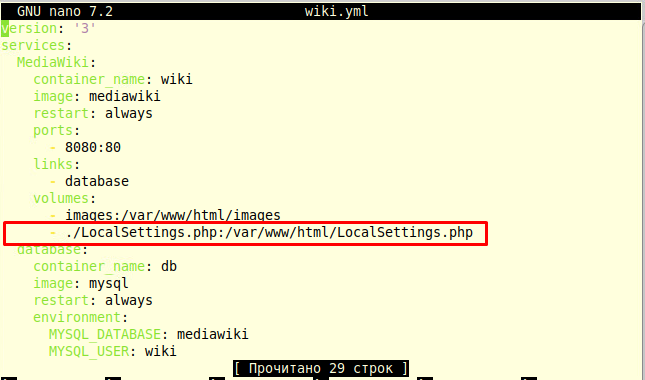 GNU nano 7.2 wiki.yml
version: '3'
services:
  MediaWiki:
    container_name: wiki
    image: mediawiki
    restart: always
    ports:
      - 8080:80
    links:
      - database
    volumes:
      - images:/var/www/html/images
      - ./LocalSettings.php:/var/www/html/LocalSettings.php
  database:
    container_name: db
    image: mysql
    restart: always
    environment:
      MYSQL_DATABASE: mediawiki
      MYSQL_USER: wiki
[ Прочитано 29 строк ]